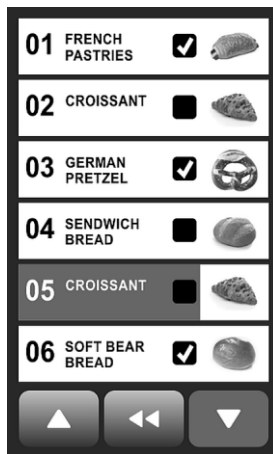 01 FRENCH
PASTRIES
02 CROISSANT
03 GERMAN
PRETZEL
04 SENDWICH
BREAD
05 CROISSANT
06 SOFT BEAR
BREAD